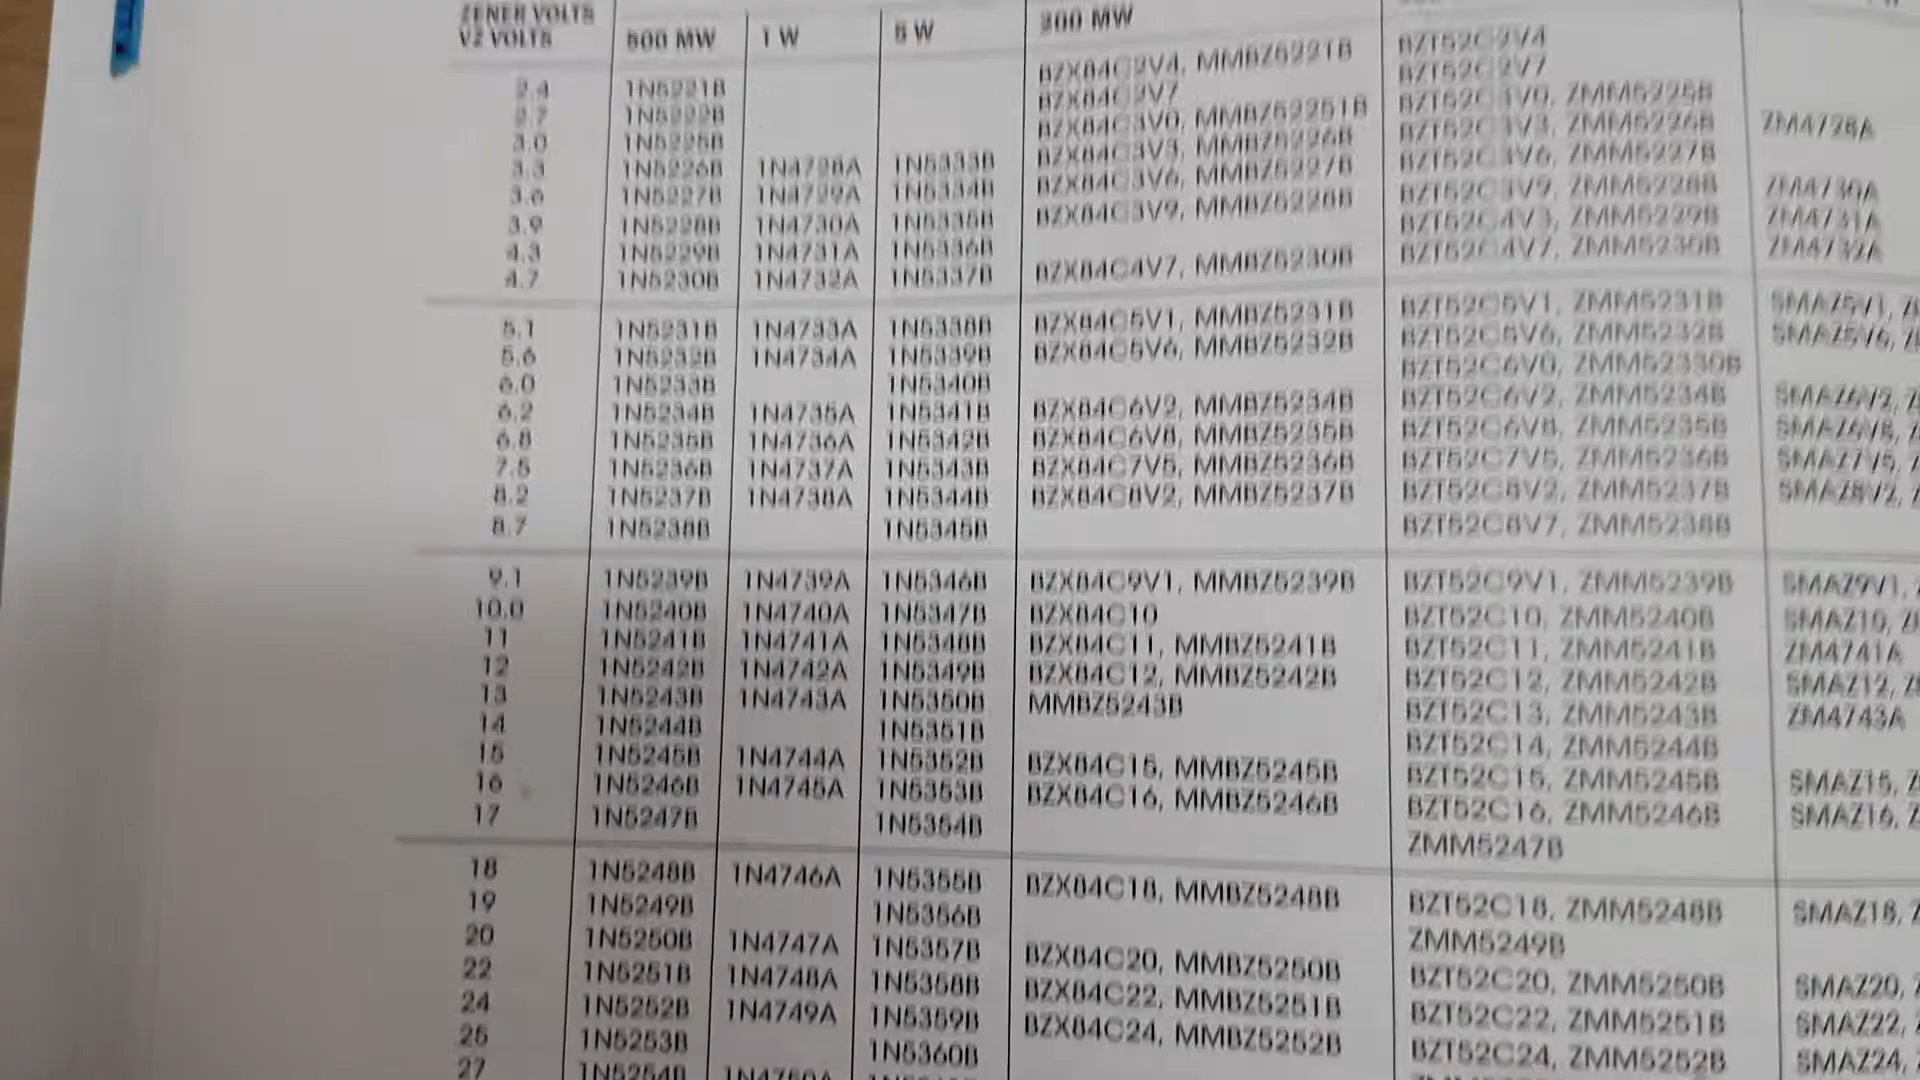 ZENER VOLTS
VZ VOLTS 500 MW 1 W 5 W 200 MW
2.4 1N5221B BZX84C2V4, MMBZ5221B BZT52C2V4
2.7 1N5222B BZX84C2V7 BZT52C2V7
3.0 1N5225B BZX84C3V0, MMBZ52251B BZT52C3V0, ZMM5225B
3.3 1N5226B 1N4728A 1N5333B BZX84C3V3, MMBZ5226B BZT52C3V3, ZMM5226B ZM4728A
3.6 1N5227B 1N4729A 1N5334B BZX84C3V6, MMBZ5227B BZT52C3V6, ZMM5227B
3.9 1N5228B 1N4730A 1N5335B BZX84C3V9, MMBZ5228B BZT52C3V9, ZMM5228B ZM4730A
4.3 1N5229B 1N4731A 1N5336B BZT52C4V3, ZMM5229B ZM4731A
4.7 1N5230B 1N4732A 1N5337B BZX84C4V7, MMBZ5230B BZT52C4V7, ZMM5230B ZM4732A
5.1 1N5231B 1N4733A 1N5338B BZX84C5V1, MMBZ5231B BZT52C5V1, ZMM5231B SMAZ5V1,
5.6 1N5232B 1N4734A 1N5339B BZX84C5V6, MMBZ5232B BZT52C5V6, ZMM5232B SMAZ5V6,
6.0 1N5233B 1N5340B BZT52C6V0, ZMM52330B
6.2 1N5234B 1N4735A 1N5341B BZX84C6V2, MMBZ5234B BZT52C6V2, ZMM5234B SMAZ6V2,
6.8 1N5235B 1N4736A 1N5342B BZX84C6V8, MMBZ5235B BZT52C6V8, ZMM5235B SMAZ6V8,
7.5 1N5236B 1N4737A 1N5343B BZX84C7V5, MMBZ5236B BZT52C7V5, ZMM5236B SMAZ7V5,
8.2 1N5237B 1N4738A 1N5344B BZX84C8V2, MMBZ5237B BZT52C8V2, ZMM5237B SMAZ8V2,
8.7 1N5238B 1N5345B BZT52C8V7, ZMM5238B
9.1 1N5239B 1N4739A 1N5346B BZX84C9V1, MMBZ5239B BZT52C9V1, ZMM5239B SMAZ9V1,
10.0 1N5240B 1N4740A 1N5347B BZX84C10 BZT52C10, ZMM5240B SMAZ10,
11 1N5241B 1N4741A 1N5348B BZX84C11, MMBZ5241B BZT52C11, ZMM5241B ZM4741A
12 1N5242B 1N4742A 1N5349B BZX84C12, MMBZ5242B BZT52C12, ZMM5242B SMAZ12,
13 1N5243B 1N4743A 1N5350B MMBZ5243B BZT52C13, ZMM5243B ZM4743A
14 1N5244B 1N5351B BZT52C14, ZMM5244B
15 1N5245B 1N4744A 1N5352B BZX84C15, MMBZ5245B BZT52C15, ZMM5245B SMAZ15,
16 1N5246B 1N4745A 1N5353B BZX84C16, MMBZ5246B BZT52C16, ZMM5246B SMAZ16,
17 1N5247B 1N5354B ZMM5247B
18 1N5248B 1N4746A 1N5355B BZX84C18, MMBZ5248B BZT52C18, ZMM5248B SMAZ18,
19 1N5249B 1N5356B ZMM5249B
20 1N5250B 1N4747A 1N5357B BZX84C20, MMBZ5250B BZT52C20, ZMM5250B SMAZ20,
22 1N5251B 1N4748A 1N5358B BZX84C22, MMBZ5251B BZT52C22, ZMM5251B SMAZ22,
24 1N5252B 1N4749A 1N5359B BZX84C24, MMBZ5252B BZT52C24, ZMM5252B SMAZ24,
25 1N5253B 1N5360B
27 1N5254B 1N4750A